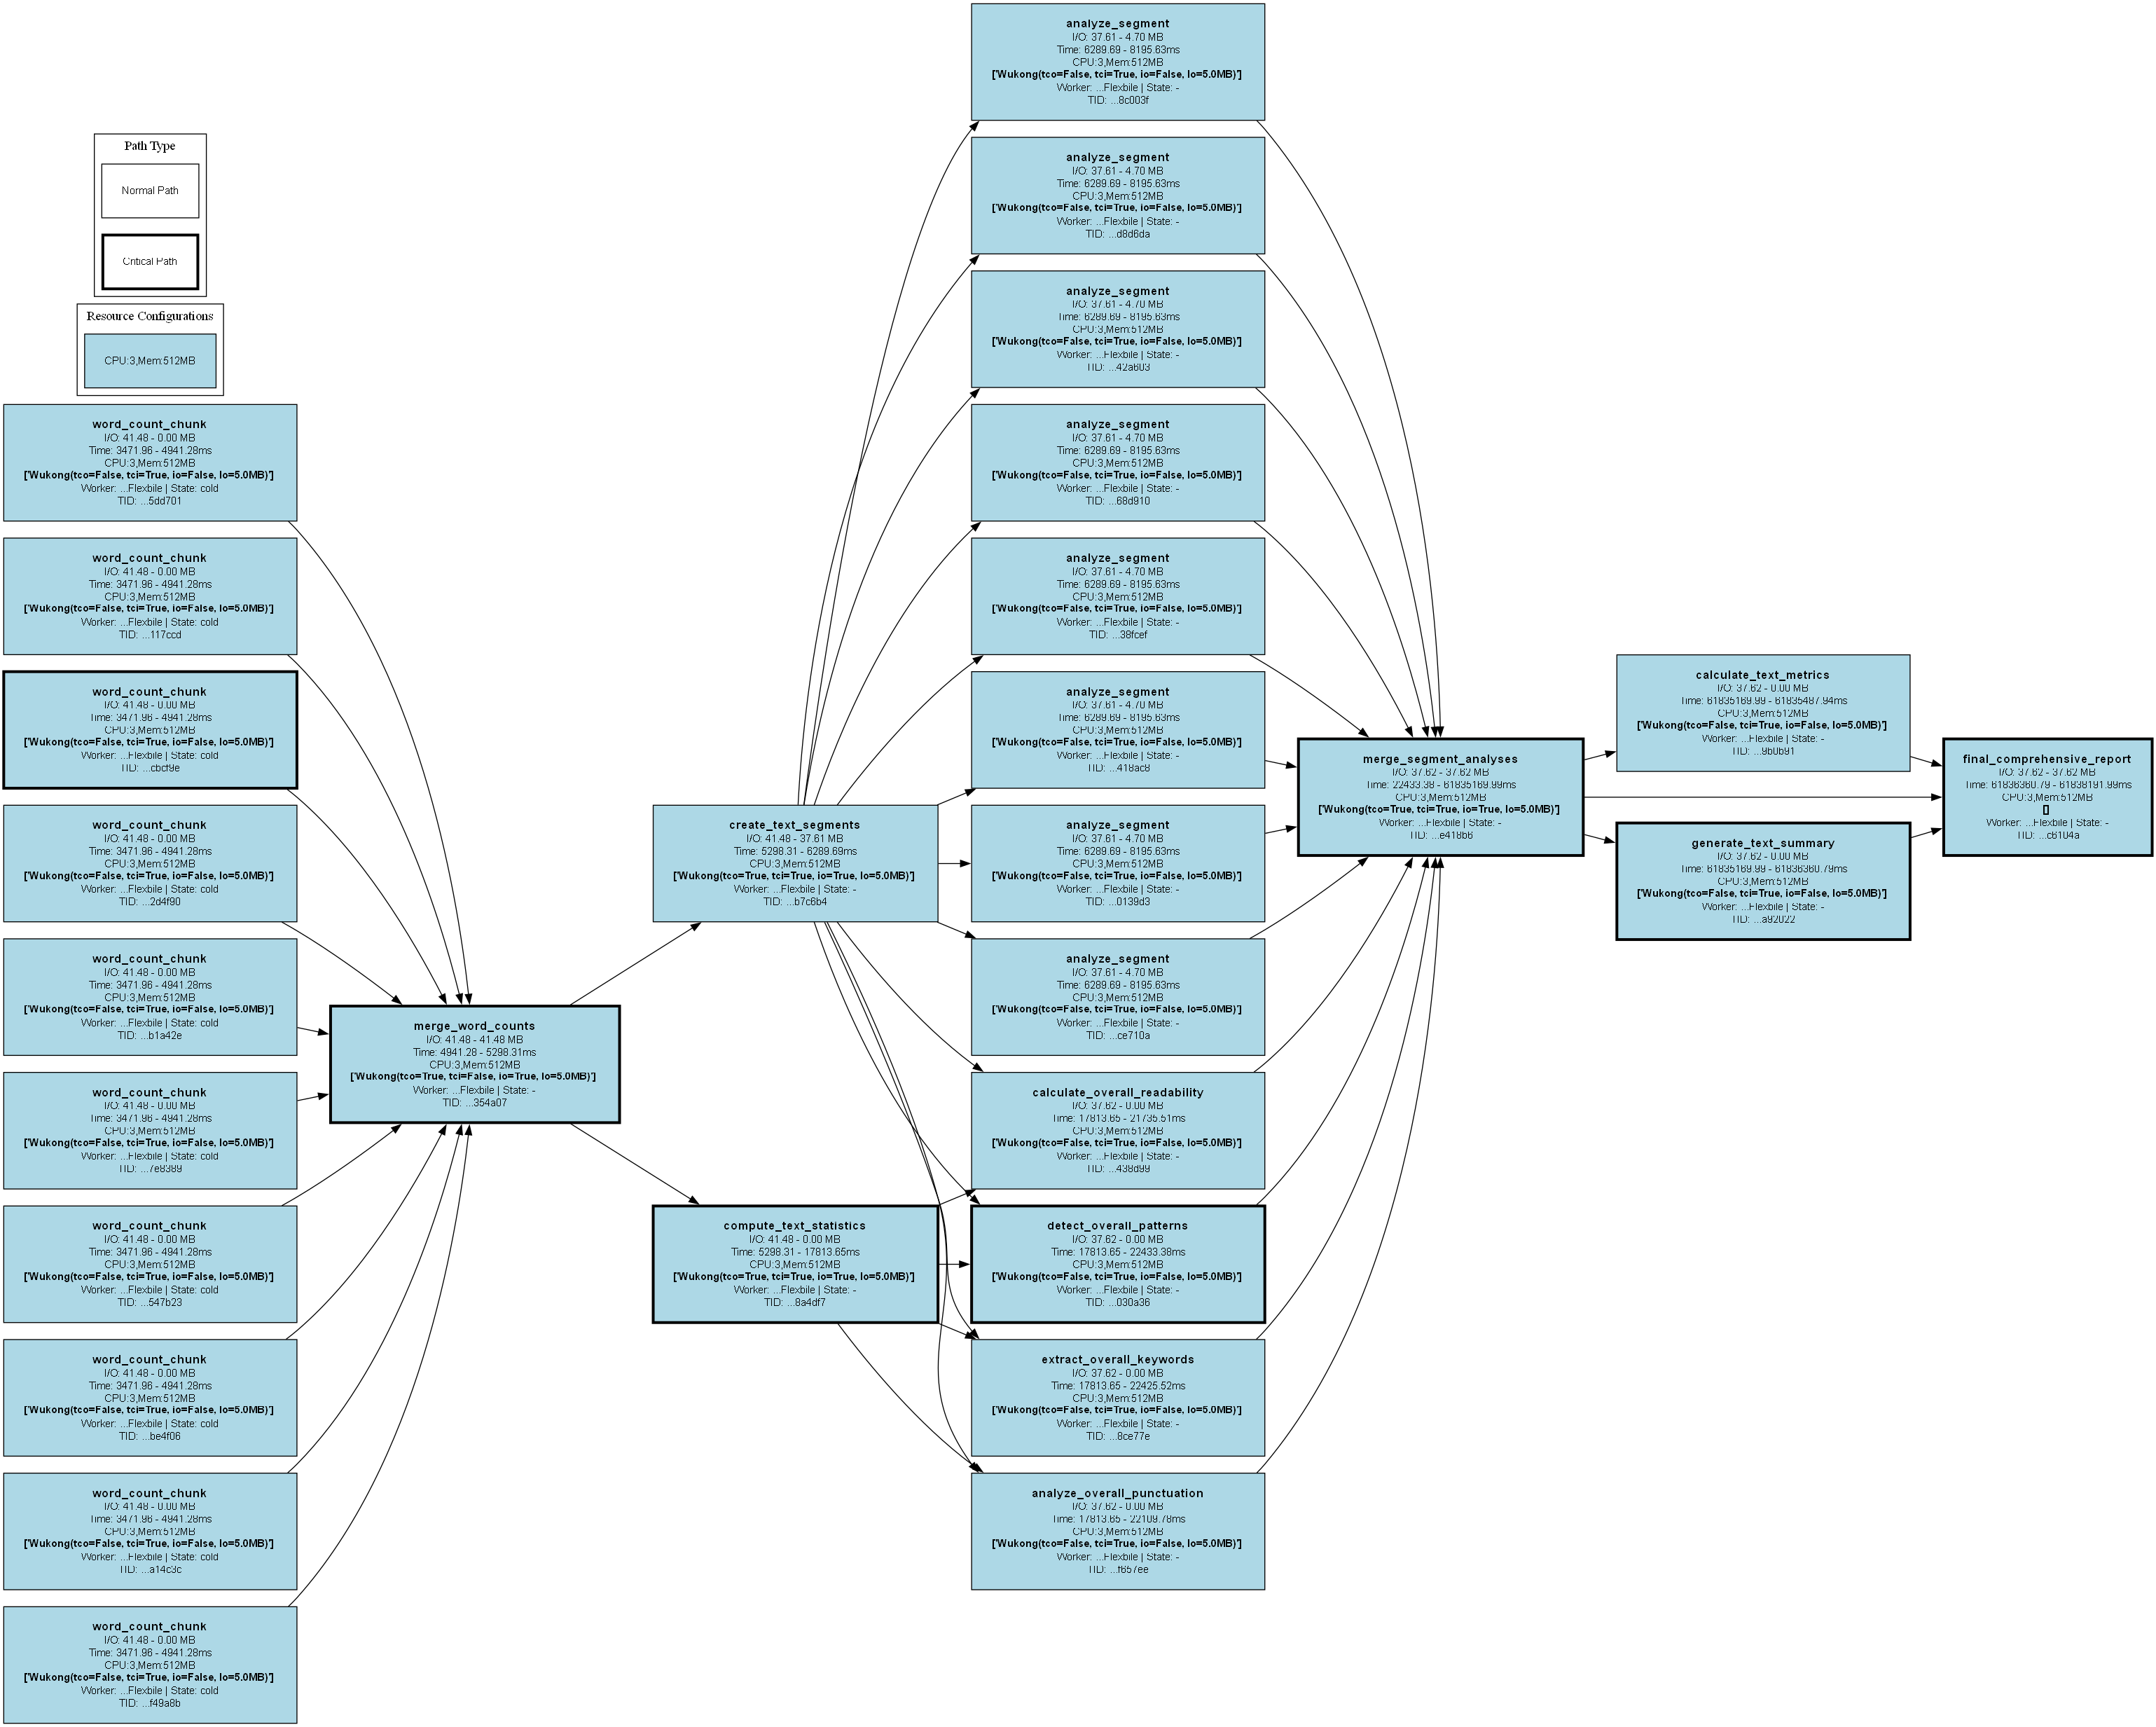 Path Type
Normal Path
Critical Path
Resource Configurations
CPU:3,Mem:512MB
word_count_chunk
I/O: 41.48 - 0.00 MB
Time: 3471.96 - 4941.28ms
CPU:3,Mem:512MB
['Wukong(tco=False, tci=True, io=False, lo=5.0MB)']
Worker: ...Flexbile | State: cold
TID: ...5dd701
word_count_chunk
I/O: 41.48 - 0.00 MB
Time: 3471.96 - 4941.28ms
CPU:3,Mem:512MB
['Wukong(tco=False, tci=True, io=False, lo=5.0MB)']
Worker: ...Flexbile | State: cold
TID: ...117ccd
word_count_chunk
I/O: 41.48 - 0.00 MB
Time: 3471.96 - 4941.28ms
CPU:3,Mem:512MB
['Wukong(tco=False, tci=True, io=False, lo=5.0MB)']
Worker: ...Flexbile | State: cold
TID: ...cbcf9e
word_count_chunk
I/O: 41.48 - 0.00 MB
Time: 3471.96 - 4941.28ms
CPU:3,Mem:512MB
['Wukong(tco=False, tci=True, io=False, lo=5.0MB)']
Worker: ...Flexbile | State: cold
TID: ...2d4f90
word_count_chunk
I/O: 41.48 - 0.00 MB
Time: 3471.96 - 4941.28ms
CPU:3,Mem:512MB
['Wukong(tco=False, tci=True, io=False, lo=5.0MB)']
Worker: ...Flexbile | State: cold
TID: ...b1a42e
word_count_chunk
I/O: 41.48 - 0.00 MB
Time: 3471.96 - 4941.28ms
CPU:3,Mem:512MB
['Wukong(tco=False, tci=True, io=False, lo=5.0MB)']
Worker: ...Flexbile | State: cold
TID: ...7e8389
word_count_chunk
I/O: 41.48 - 0.00 MB
Time: 3471.96 - 4941.28ms
CPU:3,Mem:512MB
['Wukong(tco=False, tci=True, io=False, lo=5.0MB)']
Worker: ...Flexbile | State: cold
TID: ...547b23
word_count_chunk
I/O: 41.48 - 0.00 MB
Time: 3471.96 - 4941.28ms
CPU:3,Mem:512MB
['Wukong(tco=False, tci=True, io=False, lo=5.0MB)']
Worker: ...Flexbile | State: cold
TID: ...be4f06
word_count_chunk
I/O: 41.48 - 0.00 MB
Time: 3471.96 - 4941.28ms
CPU:3,Mem:512MB
['Wukong(tco=False, tci=True, io=False, lo=5.0MB)']
Worker: ...Flexbile | State: cold
TID: ...a14c3c
word_count_chunk
I/O: 41.48 - 0.00 MB
Time: 3471.96 - 4941.28ms
CPU:3,Mem:512MB
['Wukong(tco=False, tci=True, io=False, lo=5.0MB)']
Worker: ...Flexbile | State: cold
TID: ...f49a8b
merge_word_counts
I/O: 41.48 - 41.48 MB
Time: 4941.28 - 5298.31ms
CPU:3,Mem:512MB
['Wukong(tco=True, tci=False, io=True, lo=5.0MB)']
Worker: ...Flexbile | State: -
TID: ...354a07
create_text_segments
I/O: 41.48 - 37.61 MB
Time: 5298.31 - 6289.69ms
CPU:3,Mem:512MB
['Wukong(tco=True, tci=True, io=True, lo=5.0MB)']
Worker: ...Flexbile | State: -
TID: ...b7c6b4
compute_text_statistics
I/O: 41.48 - 0.00 MB
Time: 5298.31 - 17813.65ms
CPU:3,Mem:512MB
['Wukong(tco=True, tci=True, io=True, lo=5.0MB)']
Worker: ...Flexbile | State: -
TID: ...8a4df7
analyze_segment
I/O: 37.61 - 4.70 MB
Time: 6289.69 - 8195.63ms
CPU:3,Mem:512MB
['Wukong(tco=False, tci=True, io=False, lo=5.0MB)']
Worker: ...Flexbile | State: -
TID: ...8c003f
analyze_segment
I/O: 37.61 - 4.70 MB
Time: 6289.69 - 8195.63ms
CPU:3,Mem:512MB
['Wukong(tco=False, tci=True, io=False, lo=5.0MB)']
Worker: ...Flexbile | State: -
TID: ...d8d6da
analyze_segment
I/O: 37.61 - 4.70 MB
Time: 6289.69 - 8195.63ms
CPU:3,Mem:512MB
['Wukong(tco=False, tci=True, io=False, lo=5.0MB)']
Worker: ...Flexbile | State: -
TID: ...42a603
analyze_segment
I/O: 37.61 - 4.70 MB
Time: 6289.69 - 8195.63ms
CPU:3,Mem:512MB
['Wukong(tco=False, tci=True, io=False, lo=5.0MB)']
Worker: ...Flexbile | State: -
TID: ...68d910
analyze_segment
I/O: 37.61 - 4.70 MB
Time: 6289.69 - 8195.63ms
CPU:3,Mem:512MB
['Wukong(tco=False, tci=True, io=False, lo=5.0MB)']
Worker: ...Flexbile | State: -
TID: ...38fcef
analyze_segment
I/O: 37.61 - 4.70 MB
Time: 6289.69 - 8195.63ms
CPU:3,Mem:512MB
['Wukong(tco=False, tci=True, io=False, lo=5.0MB)']
Worker: ...Flexbile | State: -
TID: ...418ac8
analyze_segment
I/O: 37.61 - 4.70 MB
Time: 6289.69 - 8195.63ms
CPU:3,Mem:512MB
['Wukong(tco=False, tci=True, io=False, lo=5.0MB)']
Worker: ...Flexbile | State: -
TID: ...0139d3
analyze_segment
I/O: 37.61 - 4.70 MB
Time: 6289.69 - 8195.63ms
CPU:3,Mem:512MB
['Wukong(tco=False, tci=True, io=False, lo=5.0MB)']
Worker: ...Flexbile | State: -
TID: ...ce710a
calculate_overall_readability
I/O: 37.62 - 0.00 MB
Time: 17813.65 - 21735.51ms
CPU:3,Mem:512MB
['Wukong(tco=False, tci=True, io=False, lo=5.0MB)']
Worker: ...Flexbile | State: -
TID: ...438d99
detect_overall_patterns
I/O: 37.62 - 0.00 MB
Time: 17813.65 - 22433.38ms
CPU:3,Mem:512MB
['Wukong(tco=False, tci=True, io=False, lo=5.0MB)']
Worker: ...Flexbile | State: -
TID: ...030a36
extract_overall_keywords
I/O: 37.62 - 0.00 MB
Time: 17813.65 - 22425.52ms
CPU:3,Mem:512MB
['Wukong(tco=False, tci=True, io=False, lo=5.0MB)']
Worker: ...Flexbile | State: -
TID: ...8ce77e
analyze_overall_punctuation
I/O: 37.62 - 0.00 MB
Time: 17813.65 - 22109.78ms
CPU:3,Mem:512MB
['Wukong(tco=False, tci=True, io=False, lo=5.0MB)']
Worker: ...Flexbile | State: -
TID: ...f657ee
merge_segment_analyses
I/O: 37.62 - 37.62 MB
Time: 22433.38 - 61835169.99ms
CPU:3,Mem:512MB
['Wukong(tco=True, tci=True, io=True, lo=5.0MB)']
Worker: ...Flexbile | State: -
TID: ...e418b6
calculate_text_metrics
I/O: 37.62 - 0.00 MB
Time: 61835169.99 - 61835487.94ms
CPU:3,Mem:512MB
['Wukong(tco=False, tci=True, io=False, lo=5.0MB)']
Worker: ...Flexbile | State: -
TID: ...9b0b91
generate_text_summary
I/O: 37.62 - 0.00 MB
Time: 61835169.99 - 61836360.79ms
CPU:3,Mem:512MB
['Wukong(tco=False, tci=True, io=False, lo=5.0MB)']
Worker: ...Flexbile | State: -
TID: ...a92022
final_comprehensive_report
I/O: 37.62 - 37.62 MB
Time: 61836360.79 - 61838191.99ms
CPU:3,Mem:512MB
[]
Worker: ...Flexbile | State: -
TID: ...c6104a